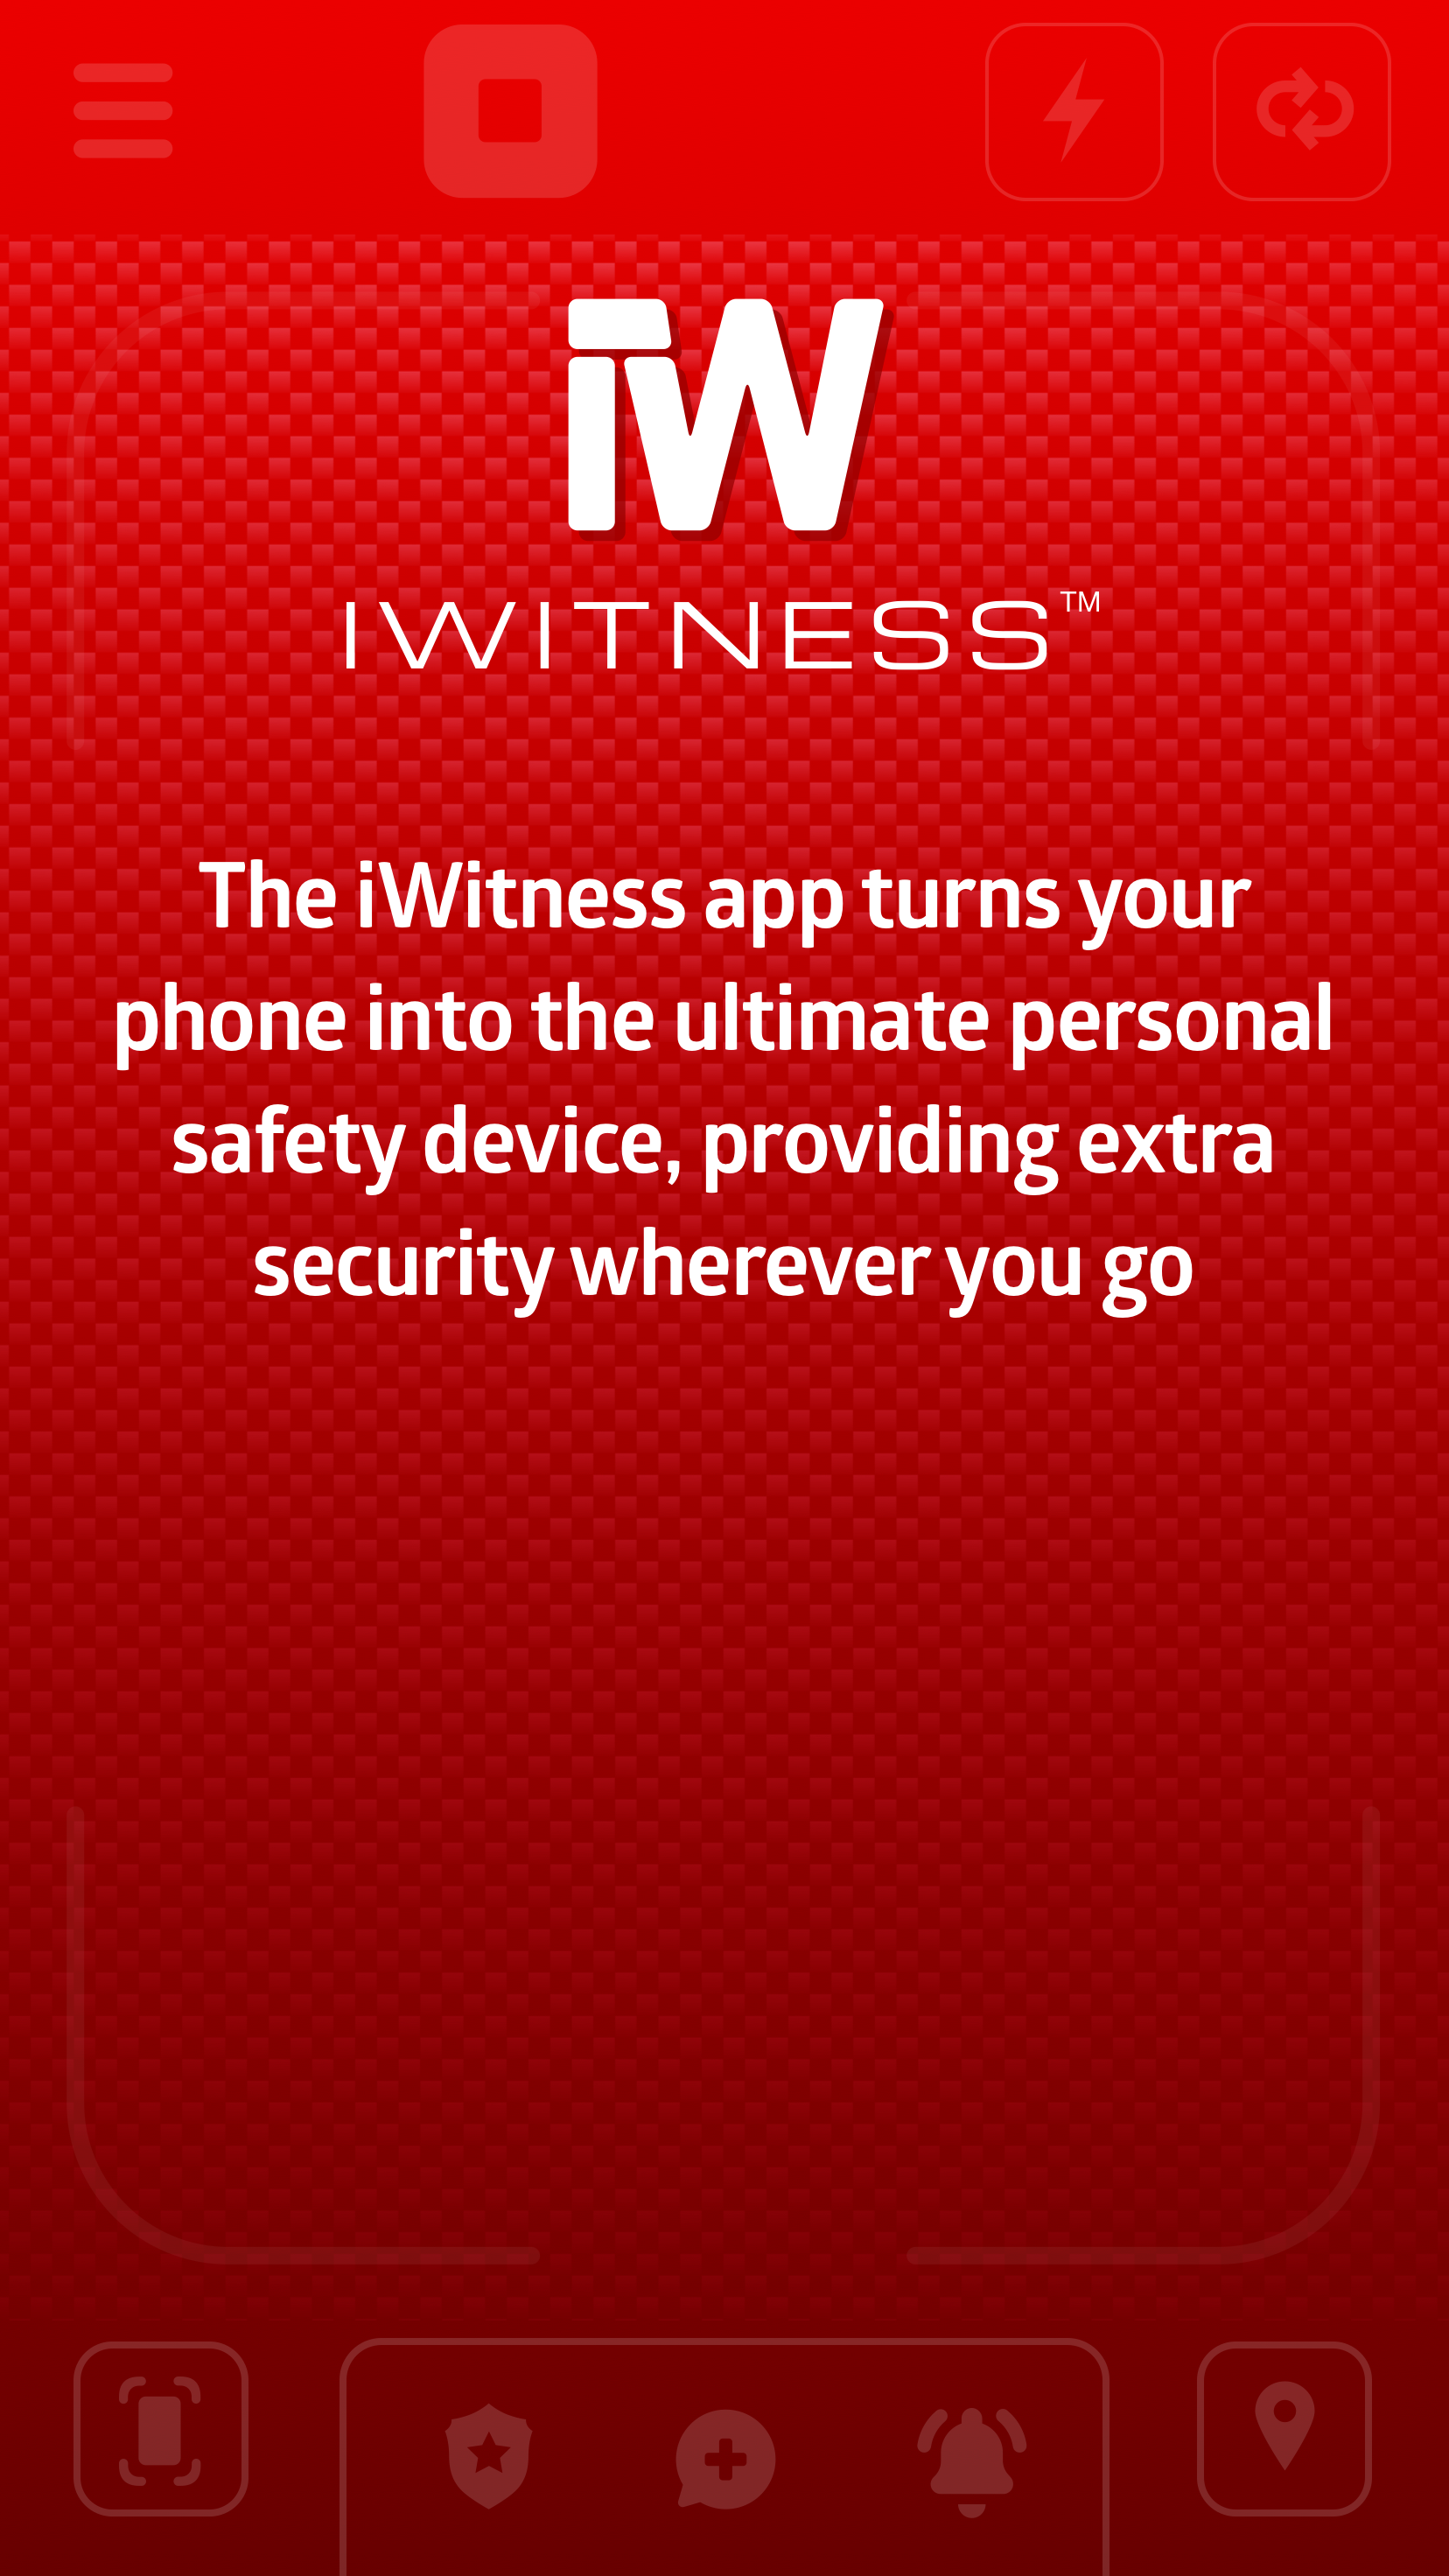 iW
IWITNESS™
The iWitness app turns your
phone into the ultimate personal
safety device, providing extra
security wherever you go